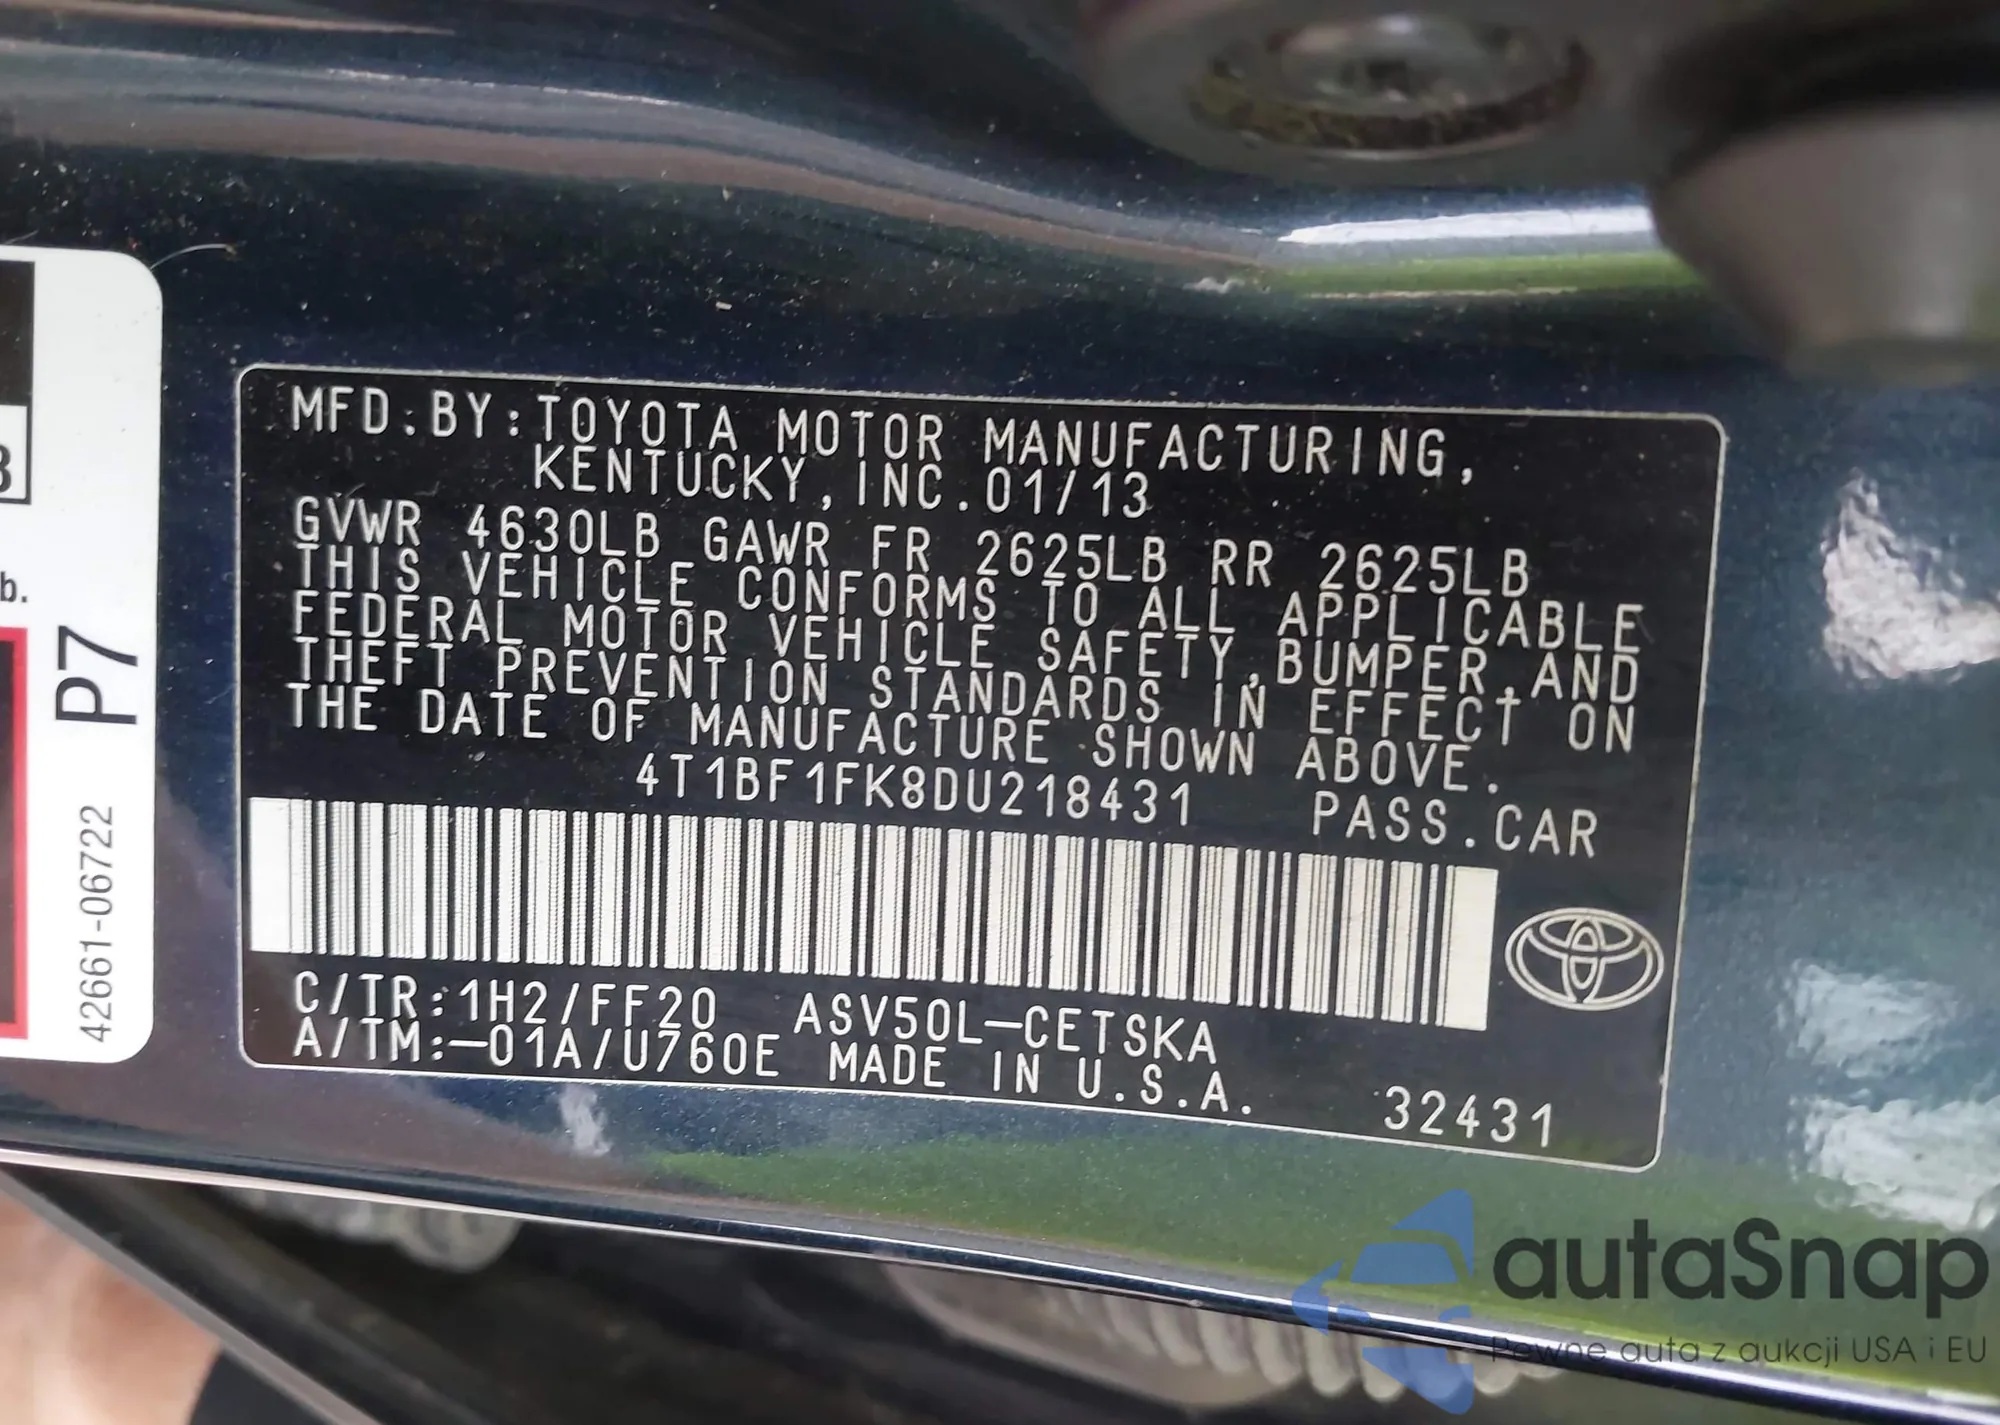 MFD.BY:TOYOTA MOTOR MANUFACTURING,
KENTUCKY, INC. 01/13
GVWR 4630LB GAWR FR 2625LB RR 2625LB
THIS VEHICLE CONFORMS TO ALL APPLICABLE
FEDERAL MOTOR VEHICLE SAFETY,BUMPER,AND
THEFT PREVENTION STANDARDS IN EFFECT ON
THE DATE OF MANUFACTURE SHOWN ABOVE.
4T1BF1FK8DU218431 PASS.CAR
C/TR:1H2/FF20 ASV50L-CETSKA
A/TM:-01A/U760E MADE IN U.S.A. 32431
3
b.
P7
42661-06722
autaSnap
Pewne auta z aukcji USA i EU